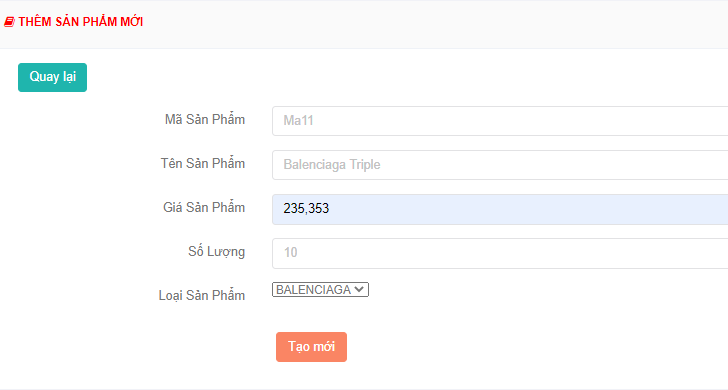 THÊM SẢN PHẨM MỚI
Quay lại
Mã Sản Phẩm Ma11
Tên Sản Phẩm Balenciaga Triple
Giá Sản Phẩm 235,353
Số Lượng 10
Loại Sản Phẩm BALENCIAGA
Tạo mới